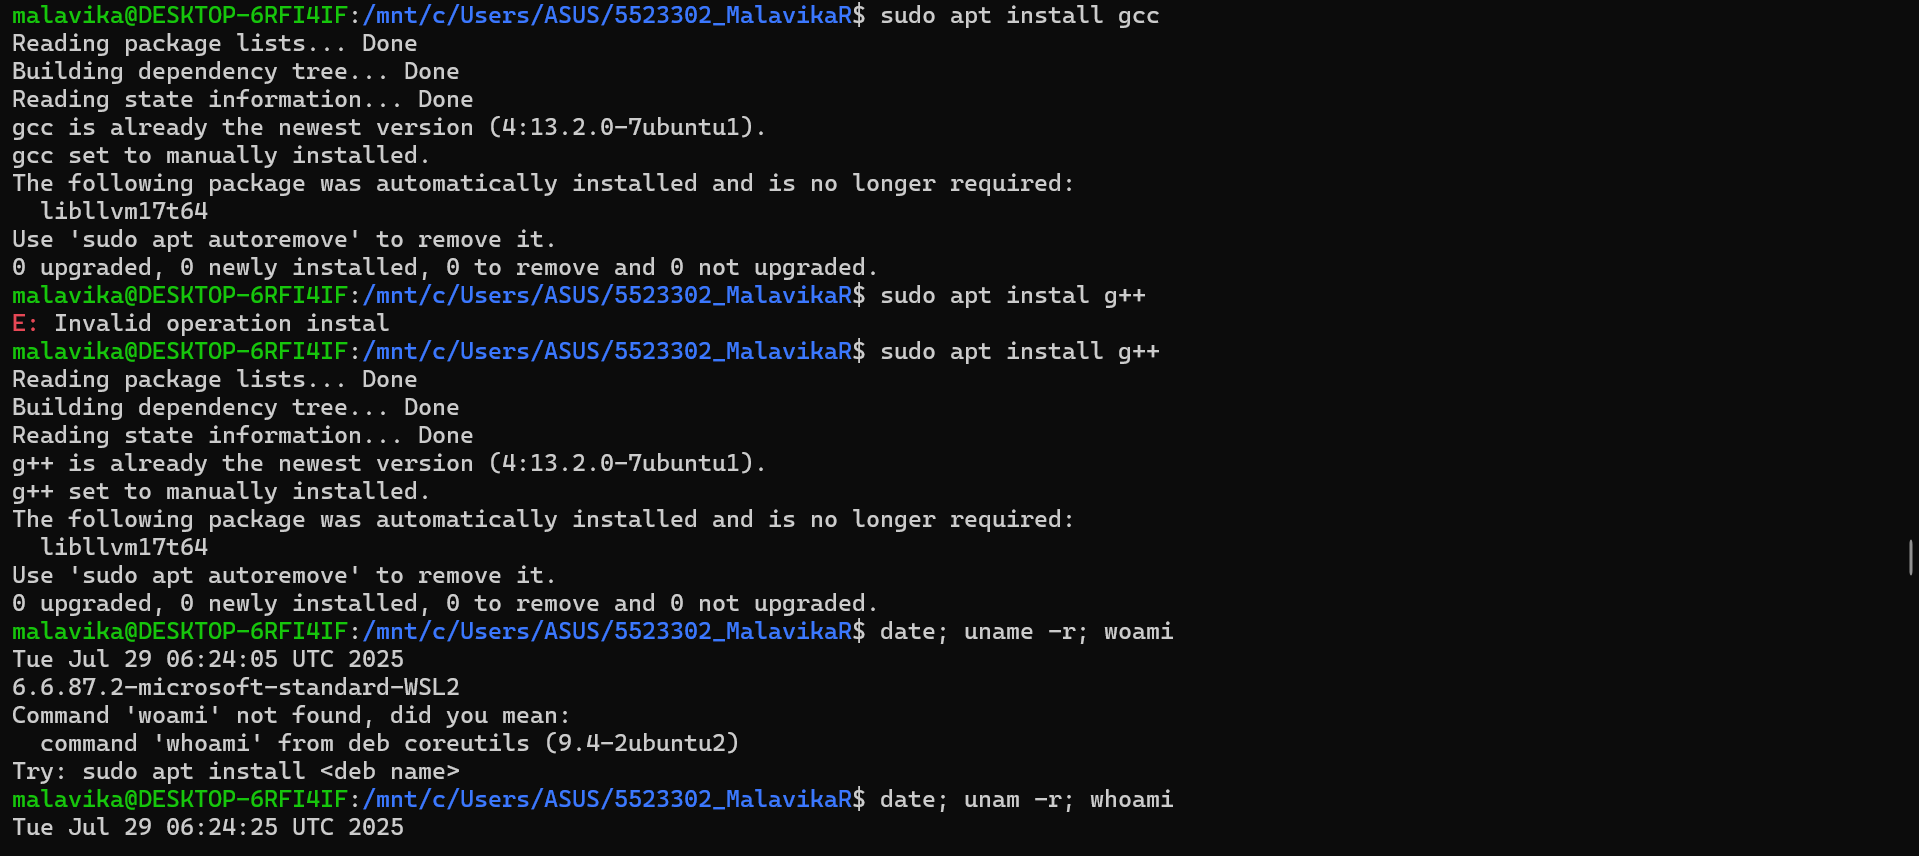 malavika@DESKTOP-6RFI4IF:/mnt/c/Users/ASUS/5523302_MalavikaR$ sudo apt install gcc
Reading package lists... Done
Building dependency tree... Done
Reading state information... Done
gcc is already the newest version (4:13.2.0-7ubuntu1).
gcc set to manually installed.
The following package was automatically installed and is no longer required:
  libllvm17t64
Use 'sudo apt autoremove' to remove it.
0 upgraded, 0 newly installed, 0 to remove and 0 not upgraded.
malavika@DESKTOP-6RFI4IF:/mnt/c/Users/ASUS/5523302_MalavikaR$ sudo apt instal g++
E: Invalid operation instal
malavika@DESKTOP-6RFI4IF:/mnt/c/Users/ASUS/5523302_MalavikaR$ sudo apt install g++
Reading package lists... Done
Building dependency tree... Done
Reading state information... Done
g++ is already the newest version (4:13.2.0-7ubuntu1).
g++ set to manually installed.
The following package was automatically installed and is no longer required:
  libllvm17t64
Use 'sudo apt autoremove' to remove it.
0 upgraded, 0 newly installed, 0 to remove and 0 not upgraded.
malavika@DESKTOP-6RFI4IF:/mnt/c/Users/ASUS/5523302_MalavikaR$ date; uname -r; woami
Tue Jul 29 06:24:05 UTC 2025
6.6.87.2-microsoft-standard-WSL2
Command 'woami' not found, did you mean:
  command 'whoami' from deb coreutils (9.4-2ubuntu2)
Try: sudo apt install <deb name>
malavika@DESKTOP-6RFI4IF:/mnt/c/Users/ASUS/5523302_MalavikaR$ date; unam -r; whoami
Tue Jul 29 06:24:25 UTC 2025